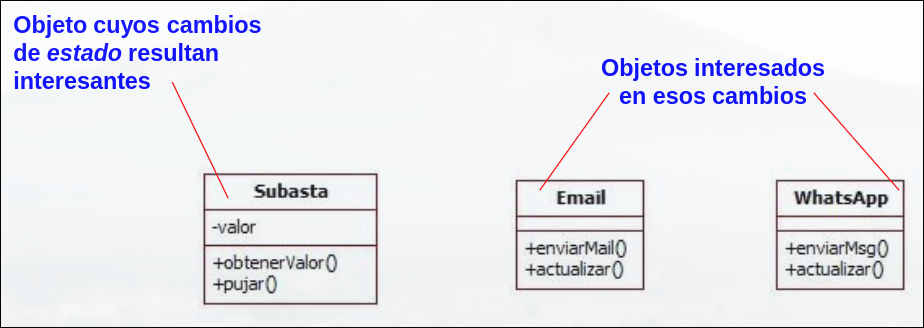 Objeto cuyos cambios
de estado resultan
interesantes
Objetos interesados
en esos cambios
Subasta
-valor
+obtenerValor()
+pujar()
Email
+enviarMail()
+actualizar()
WhatsApp
+enviarMsg()
+actualizar()